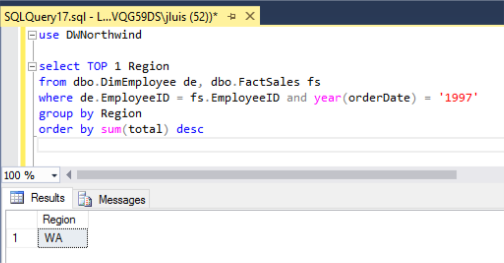 SQLQuery17.sql - L...VQG59DS\jluis (52))*
use DWNorthwind
select TOP 1 Region
from dbo.DimEmployee de, dbo.FactSales fs
where de.EmployeeID = fs.EmployeeID and year(orderDate) = '1997'
group by Region
order by sum(total) desc
100 %
Results Messages
Region
1 WA